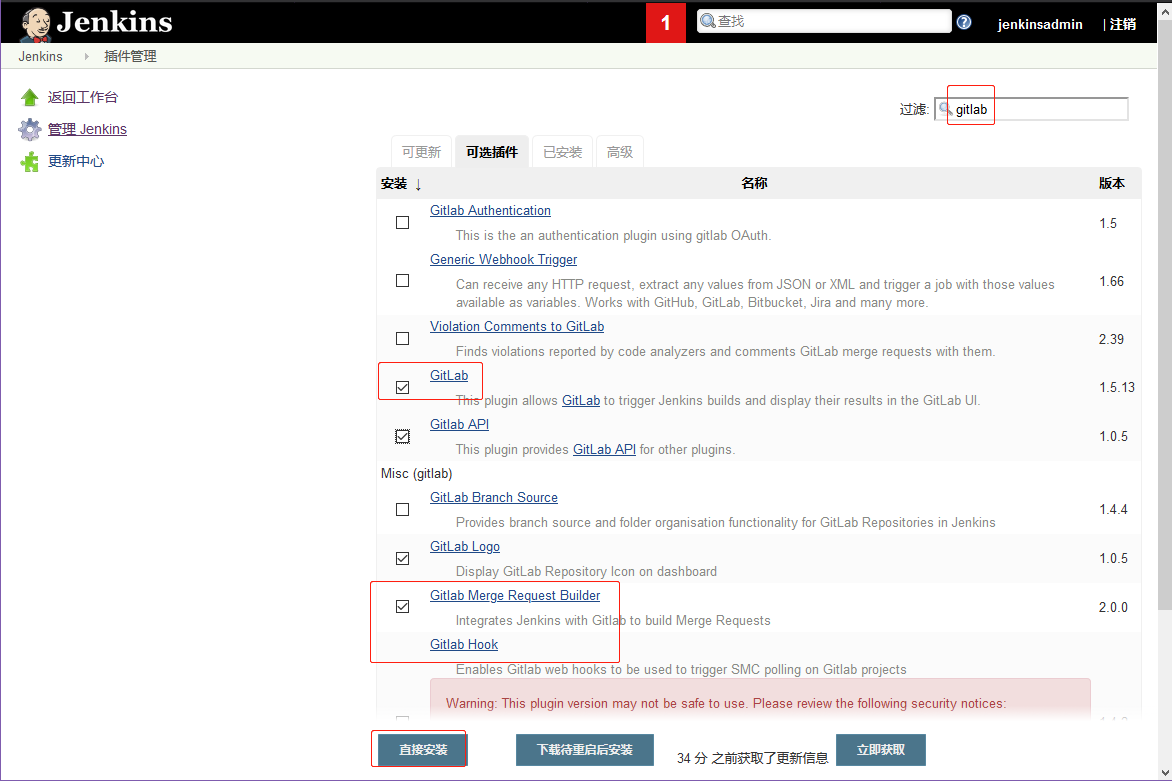 Jenkins
1
查找
?
jenkinsadmin
| 注销
Jenkins
插件管理
返回工作台
管理 Jenkins
更新中心
过滤: gitlab
可更新 可选插件 已安装 高级
安装 ↓ 名称 版本
Gitlab Authentication
This is the an authentication plugin using gitlab OAuth.
1.5
Generic Webhook Trigger
Can receive any HTTP request, extract any values from JSON or XML and trigger a job with those values
available as variables. Works with GitHub, GitLab, Bitbucket, Jira and many more.
1.66
Violation Comments to GitLab
Finds violations reported by code analyzers and comments GitLab merge requests with them.
2.39
GitLab
This plugin allows GitLab to trigger Jenkins builds and display their results in the GitLab UI.
1.5.13
Gitlab API
This plugin provides GitLab API for other plugins.
1.0.5
Misc (gitlab)
GitLab Branch Source
Provides branch source and folder organisation functionality for GitLab Repositories in Jenkins
1.4.4
GitLab Logo
Display GitLab Repository Icon on dashboard
1.0.5
Gitlab Merge Request Builder
Integrates Jenkins with Gitlab to build Merge Requests
2.0.0
Gitlab Hook
Enables Gitlab web hooks to be used to trigger SMC polling on Gitlab projects
Warning: This plugin version may not be safe to use. Please review the following security notices:
直接安装
下载待重启后安装
34 分 之前获取了更新信息
立即获取